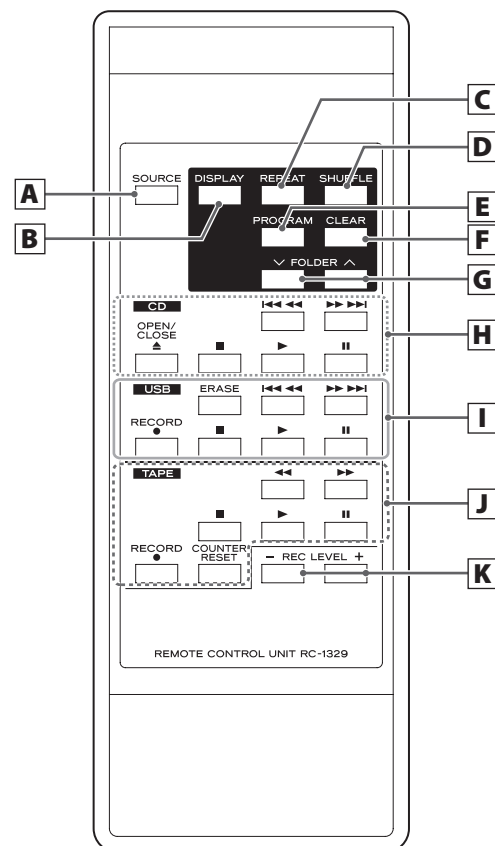 C
D
SOURCE DISPLAY REPEAT SHUFFLE
A
E
PROGRAM CLEAR
B
F
FOLDER
G
CD
OPEN/
CLOSE
H
USB ERASE
I
RECORD
TAPE
J
RECORD COUNTER
RESET
- REC LEVEL +
K
REMOTE CONTROL UNIT RC-1329